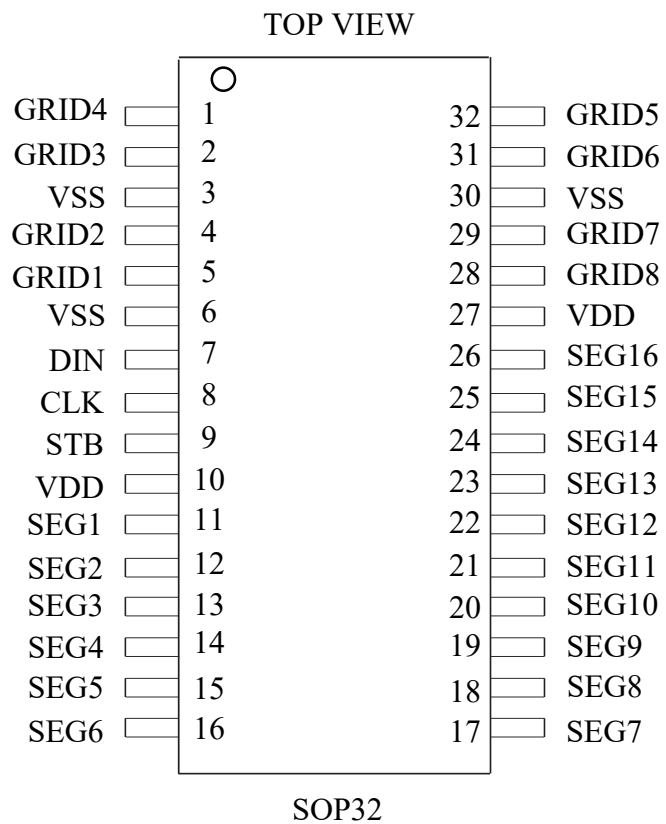 TOP VIEW
GRID4 1 32 GRID5
GRID3 2 31 GRID6
VSS 3 30 VSS
GRID2 4 29 GRID7
GRID1 5 28 GRID8
VSS 6 27 VDD
DIN 7 26 SEG16
CLK 8 25 SEG15
STB 9 24 SEG14
VDD 10 23 SEG13
SEG1 11 22 SEG12
SEG2 12 21 SEG11
SEG3 13 20 SEG10
SEG4 14 19 SEG9
SEG5 15 18 SEG8
SEG6 16 17 SEG7
SOP32